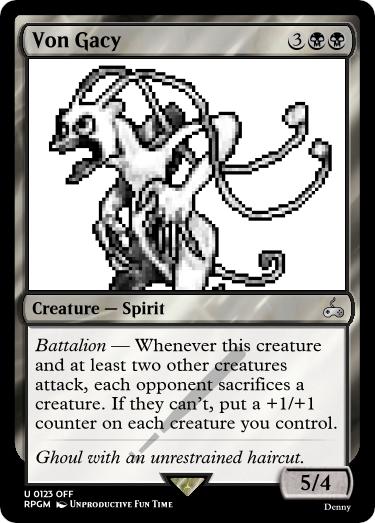 Von Gacy 3
Creature — Spirit
Battalion — Whenever this creature
and at least two other creatures
attack, each opponent sacrifices a
creature. If they can't, put a +1/+1
counter on each creature you control.
Ghoul with an unrestrained haircut.
5/4
U 0123 OFF
RPGM Unproductive Fun Time
Denny